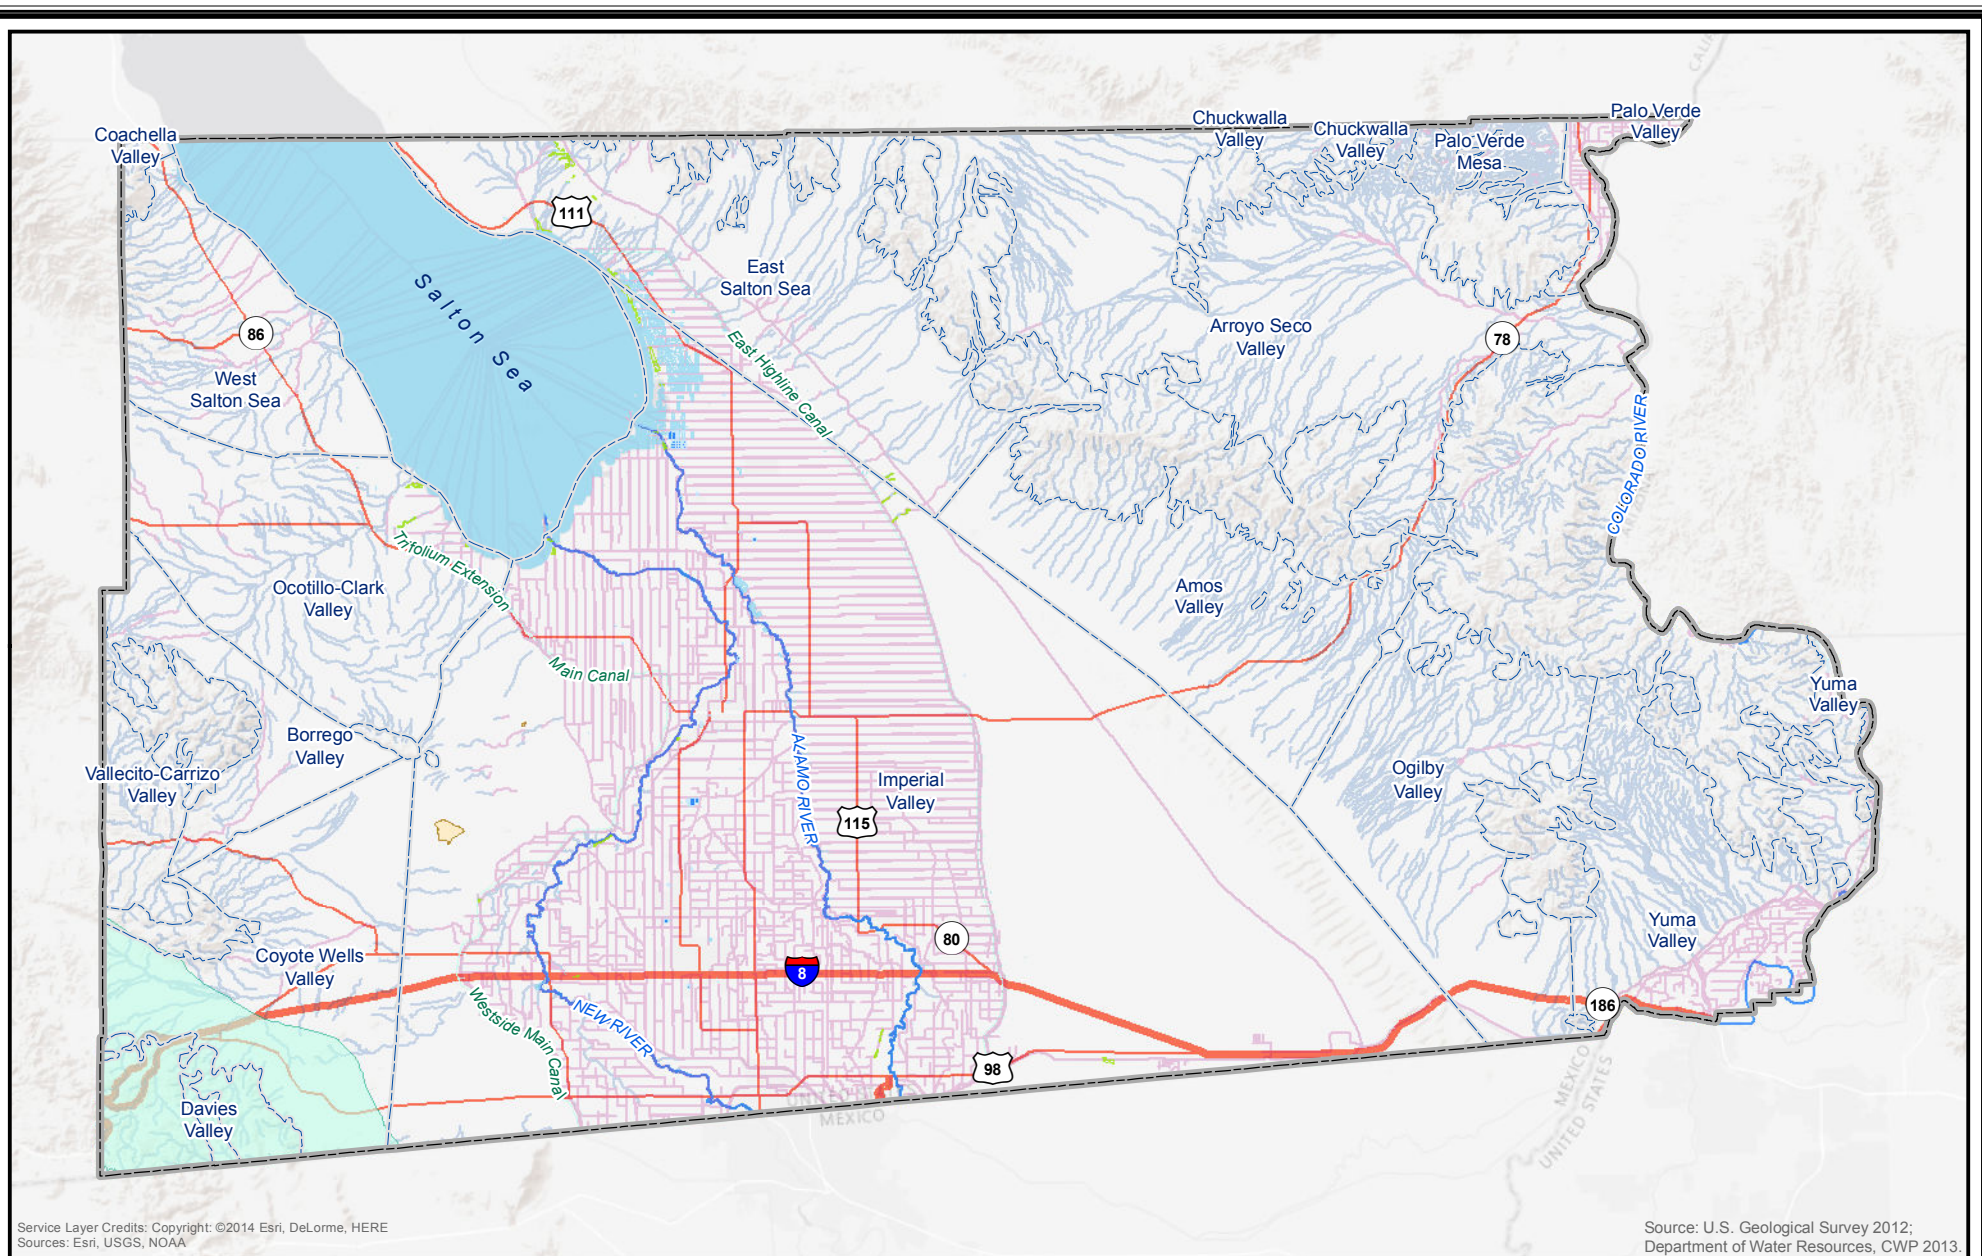 Coachella
Valley
Chuckwalla
Valley
Chuckwalla
Valley
Palo Verde
Mesa
Palo Verde
Valley
CALIF
111
Salton Sea
East
Salton Sea
86
West
Salton Sea
East Highline Canal
Arroyo Seco
Valley
78
COLORADO RIVER
Trifolium Extension
Ocotillo-Clark
Valley
Main Canal
Amos
Valley
Yuma
Valley
Borrego
Valley
Vallecito-Carrizo
Valley
ALAMO RIVER
Imperial
Valley
115
Ogilby
Valley
Yuma
Valley
80
Coyote Wells
Valley
8
186
Westside Main Canal
NEW RIVER
98
Davies
Valley
MEXICO
MEXICO
UNITED STATES
Service Layer Credits: Copyright: ©2014 Esri, DeLorme, HERE
Sources: Esri, USGS, NOAA
Source: U.S. Geological Survey 2012;
Department of Water Resources, CWP 2013.